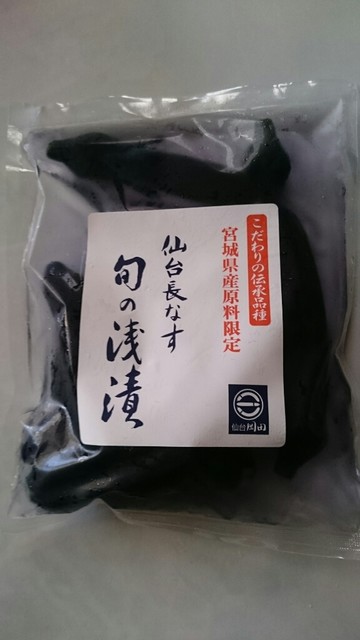 こだわりの伝承品種
宮城県産原料限定
仙台長なす
旬の浅漬
仙台岡田